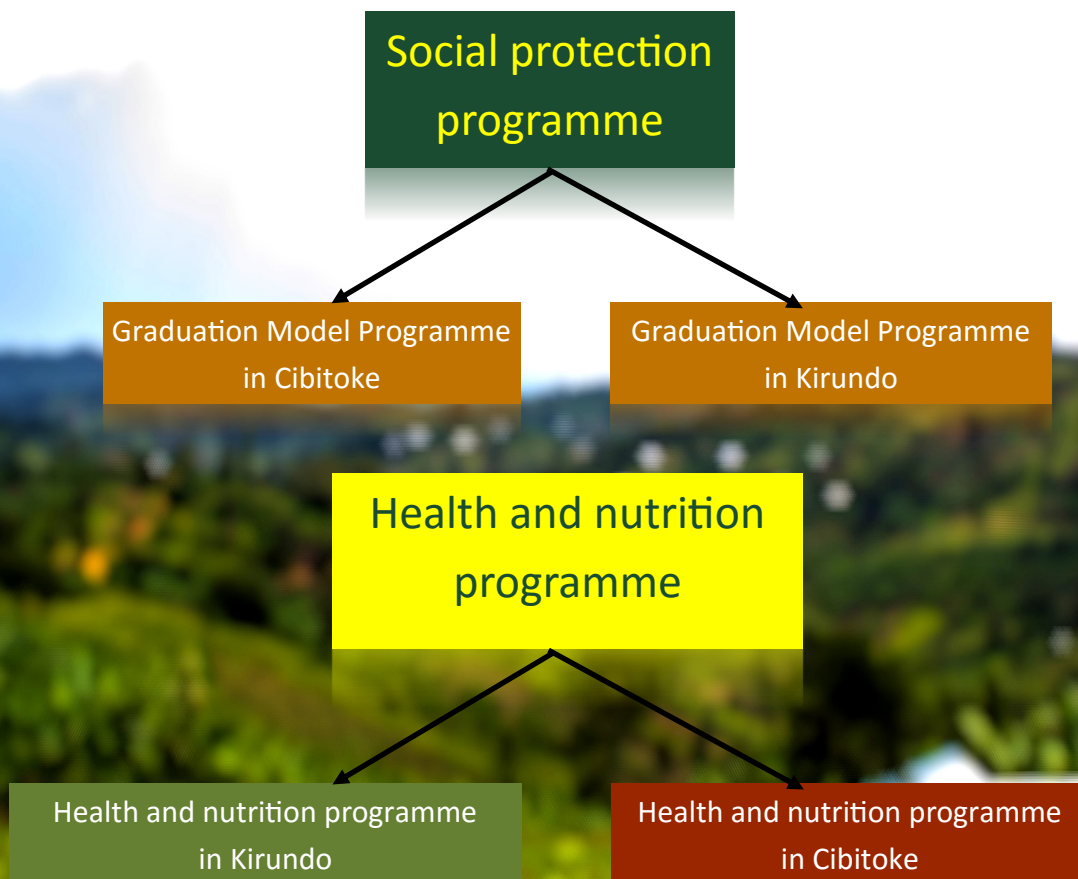 Social protection
programme
Graduation Model Programme
in Cibitoke
Graduation Model Programme
in Kirundo
Health and nutrition
programme
Health and nutrition programme
in Kirundo
Health and nutrition programme
in Cibitoke